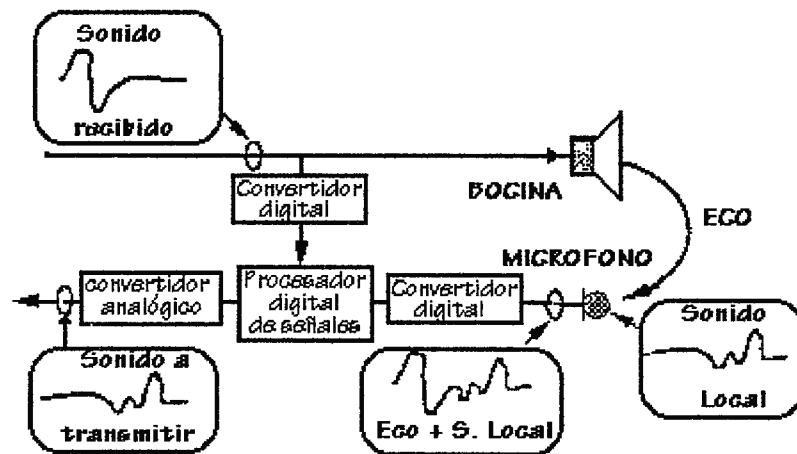 Sonido
recibido
Convertidor
digital
BOCINA
ECO
MICROFONO
convertidor
analógico
Procesador
digital
de señales
Convertidor
digital
Sonido
Local
Sonido a
transmitir
Eco + S. Local